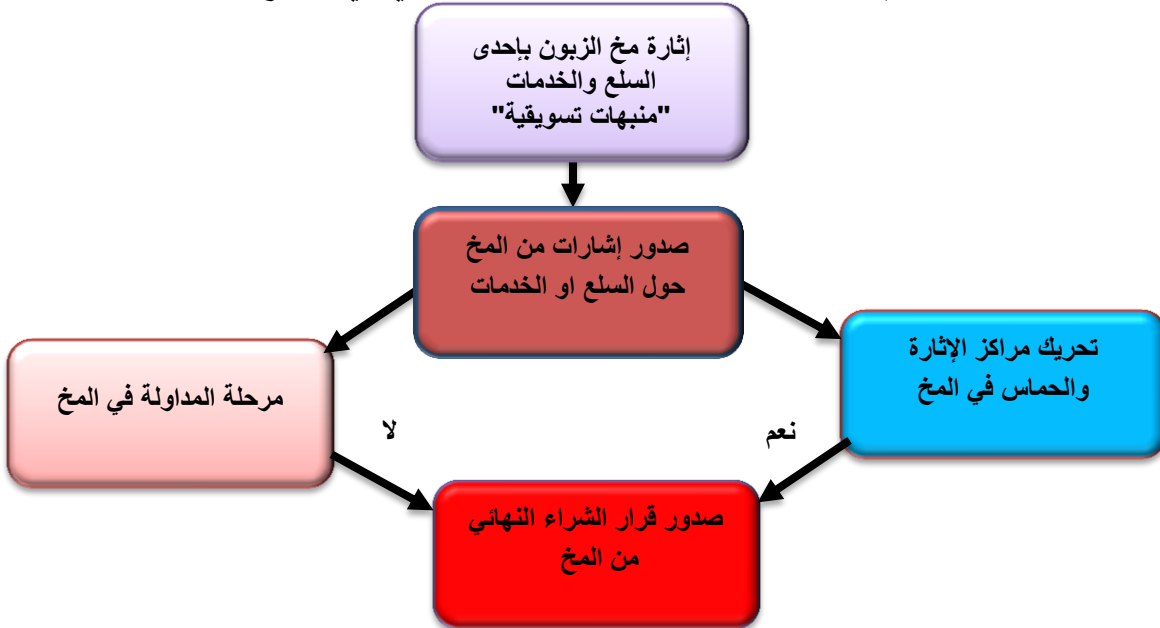 إثارة مخ الزبون بإحدى
السلع والخدمات
"منبهات تسويقية"
صدور إشارات من المخ
حول السلع او الخدمات
تحريك مراكز الإثارة
والحماس في المخ
مرحلة المداولة في المخ
نعم
لا
صدور قرار الشراء النهائي
من المخ